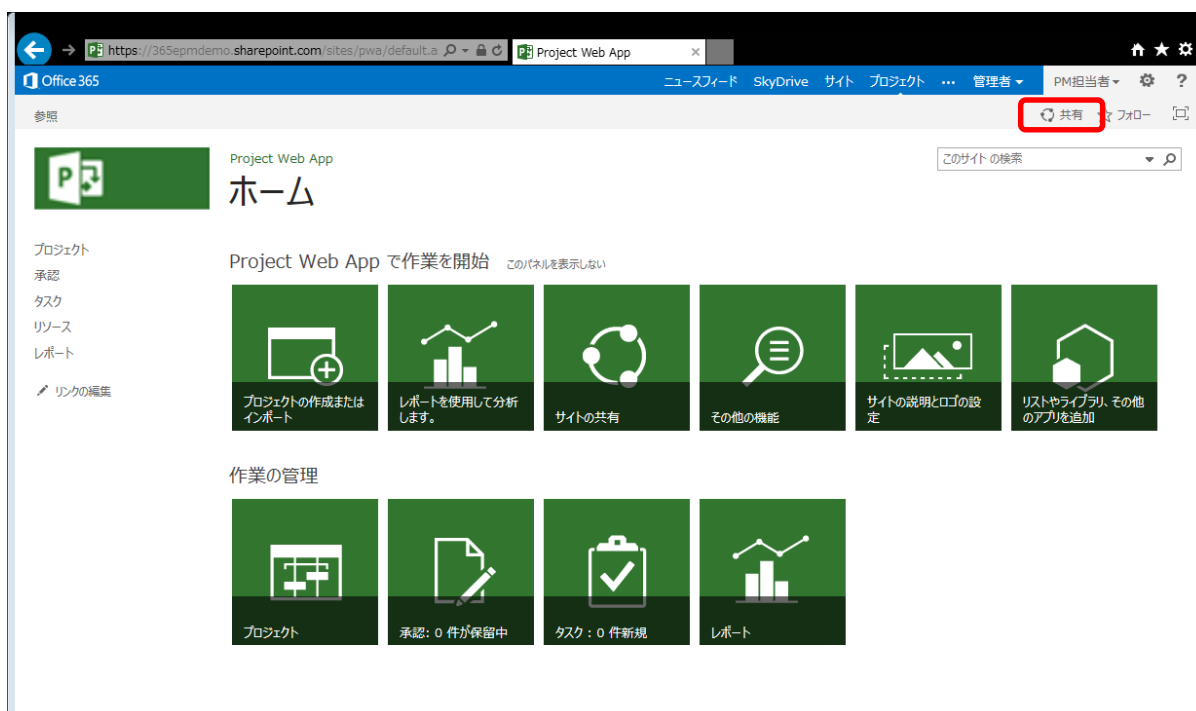 https://365epmdemo.sharepoint.com/sites/pwa/default.a
Project Web App
Office 365
ニュースフィード SkyDrive サイト プロジェクト ... 管理者 PM担当者 ?
参照
共有 フォロー
Project Web App
このサイト の検索
ホーム
プロジェクト
承認
タスク
リソース
レポート
リンクの編集
Project Web App で作業を開始 このパネルを表示しない
プロジェクトの作成または
インポート
レポートを使用して分析
します。
サイトの共有
その他の機能
サイトの説明とロゴの設
定
リストやライブラリ、その他
のアプリを追加
作業の管理
プロジェクト
承認: 0 件が保留中
タスク : 0 件新規
レポート